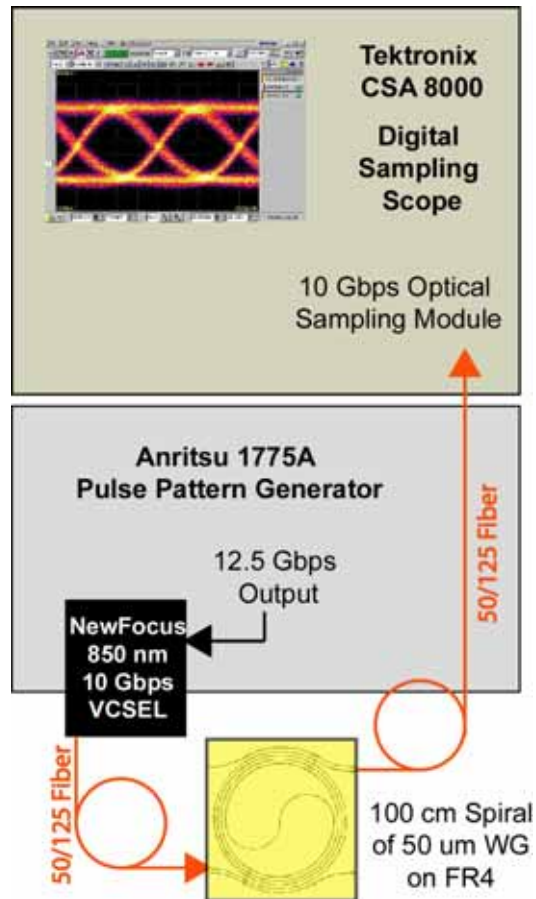 Tektronix
CSA 8000
Digital
Sampling
Scope
10 Gbps Optical
Sampling Module
Anritsu 1775A
Pulse Pattern Generator
12.5 Gbps
Output
NewFocus
850 nm
10 Gbps
VCSEL
50/125 Fiber
50/125 Fiber
100 cm Spiral
of 50 um WG
on FR4